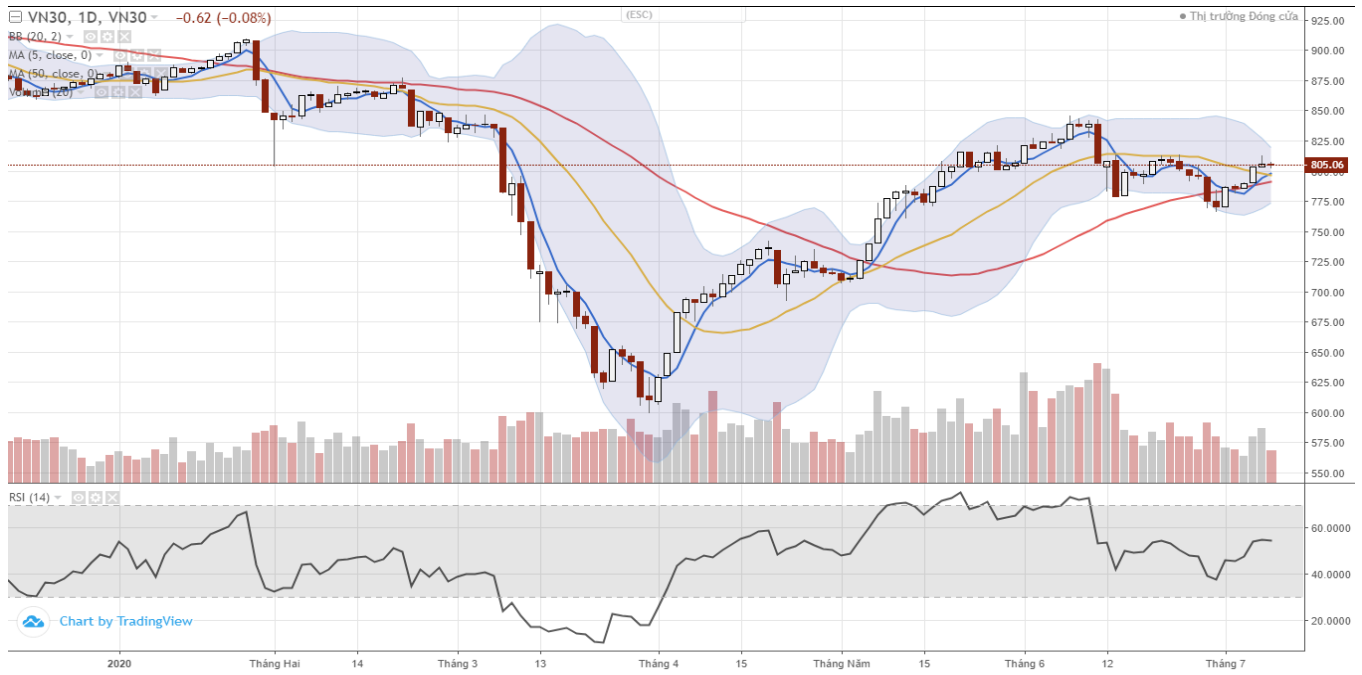 VN30, 1D, VN30 −0.62 (−0.08%)
(ESC)
Thị trường Đóng cửa
BB (20, 2)
MA (5, close, 0)
MA (50, close, 0)
(20)
925.00
900.00
875.00
850.00
825.00
805.06
800.00
775.00
750.00
725.00
700.00
675.00
650.00
625.00
600.00
575.00
550.00
RSI (14)
60.0000
40.0000
20.0000
Chart by TradingView
2020 Tháng Hai 14 Tháng 3 13 Tháng 4 15 Tháng Năm 15 Tháng 6 12 Tháng 7